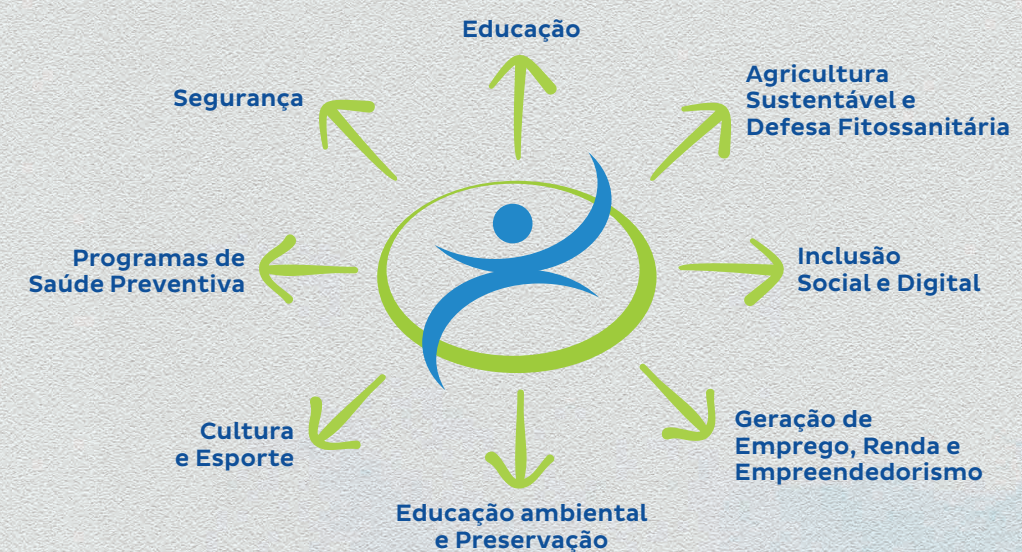 Educação
Segurança
Agricultura
Sustentável e
Defesa Fitossanitária
Programas de
Saúde Preventiva
Inclusão
Social e Digital
Cultura
e Esporte
Geração de
Emprego, Renda e
Empreendedorismo
Educação ambiental
e Preservação